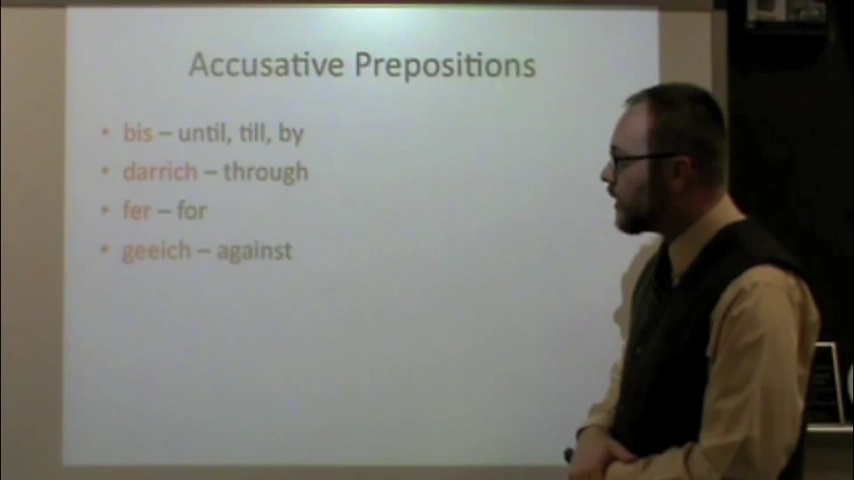 Accusative Prepositions
• bis – until, till, by
• darrich – through
• fer – for
• geeich – against